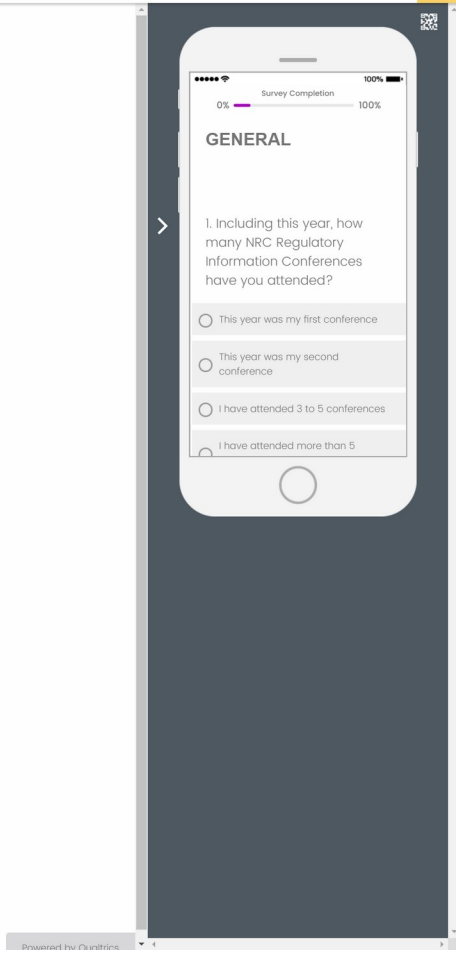 100%
Survey Completion
0% 100%
GENERAL
1. Including this year, how
many NRC Regulatory
Information Conferences
have you attended?
This year was my first conference
This year was my second
conference
I have attended 3 to 5 conferences
I have attended more than 5
Powered by Qualtrics